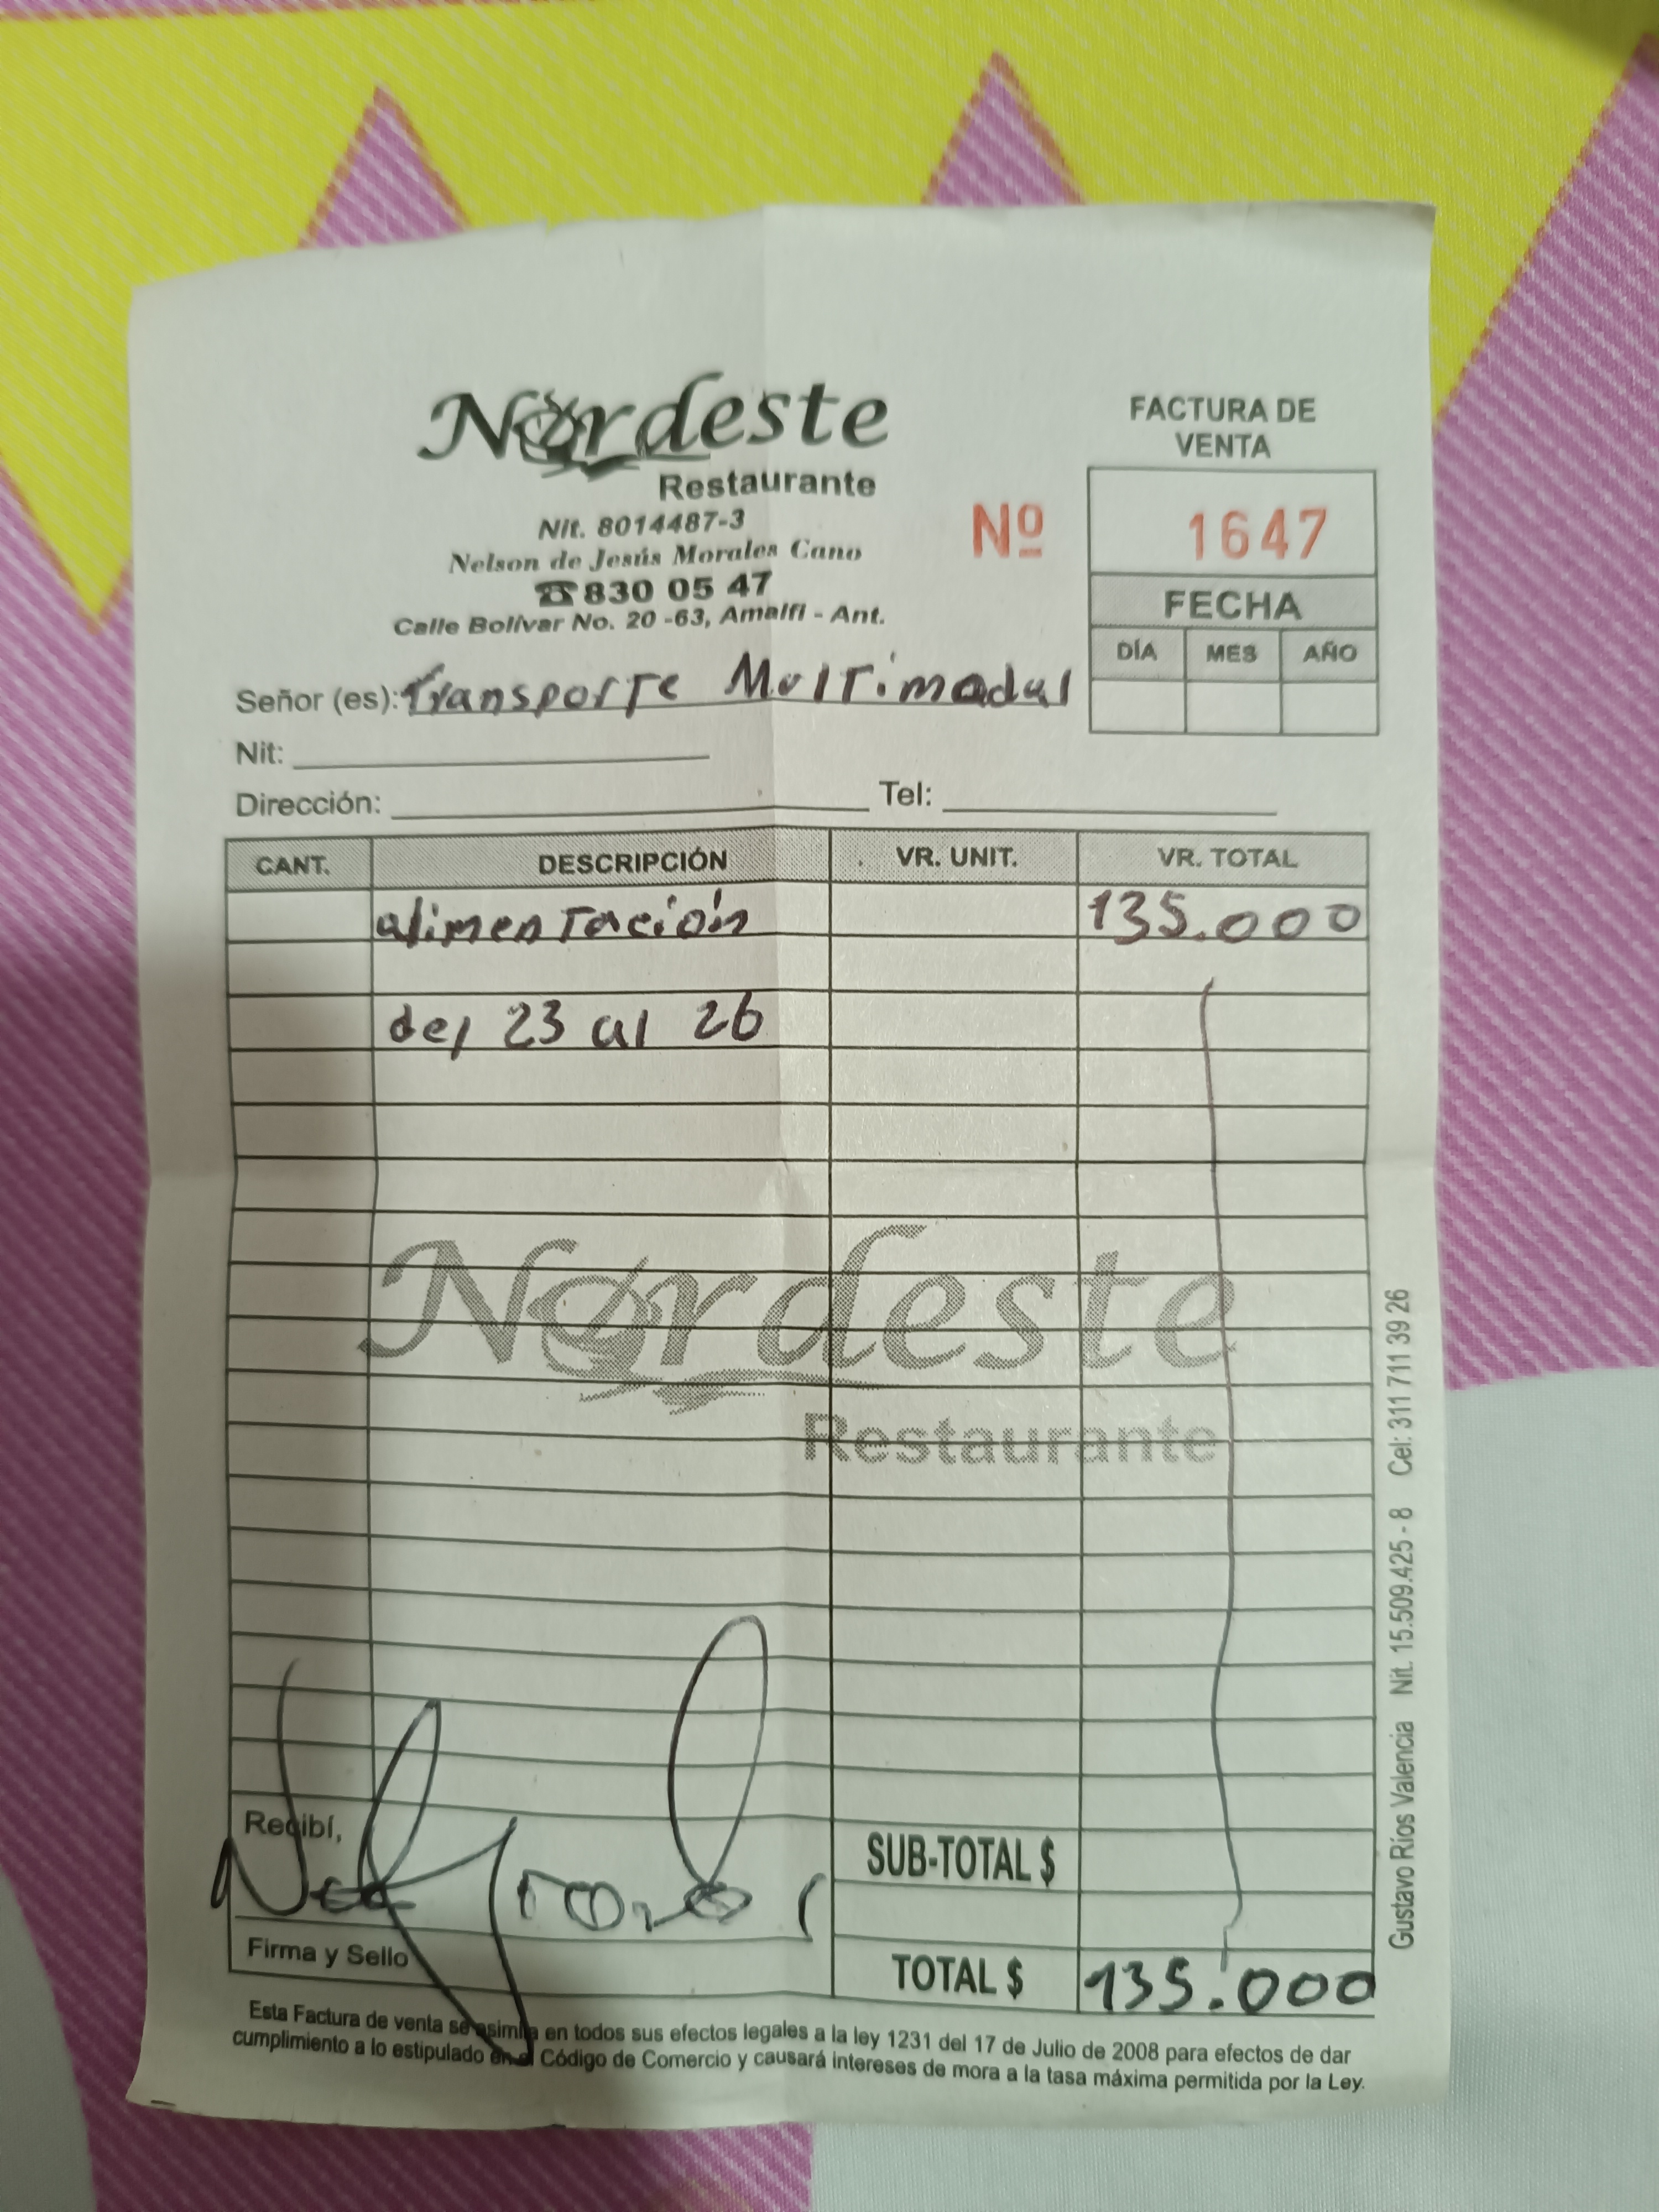 Nordeste
Restaurante
Nit. 8014487-3
Nelson de Jesús Morales Cano
☎830 05 47
Calle Bolívar No. 20 -63, Amalfi - Ant.
FACTURA DE
VENTA
Nº 1647
FECHA
DÍA MES AÑO
Señor (es): Transporte Multimodal
Nit:
Dirección: Tel:
CANT. DESCRIPCIÓN VR. UNIT. VR. TOTAL
alimentación 135.000
del 23 al 26
Nordeste
Restaurante
Recibí,
SUB-TOTAL $
Firma y Sello
TOTAL $ 135.000
Esta Factura de venta se asimila en todos sus efectos legales a la ley 1231 del 17 de Julio de 2008 para efectos de dar
cumplimiento a lo estipulado en el Código de Comercio y causará intereses de mora a la tasa máxima permitida por la Ley.
Gustavo Ríos Valencia Nit. 15.509.425 - 8 Cel: 311 711 39 26